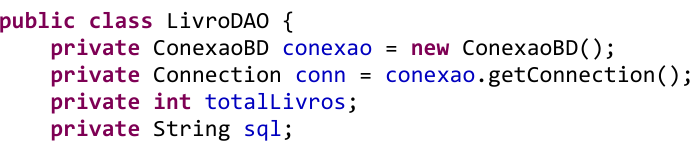 public class LivroDAO {
    private ConexaoBD conexao = new ConexaoBD();
    private Connection conn = conexao.getConnection();
    private int totalLivros;
    private String sql;